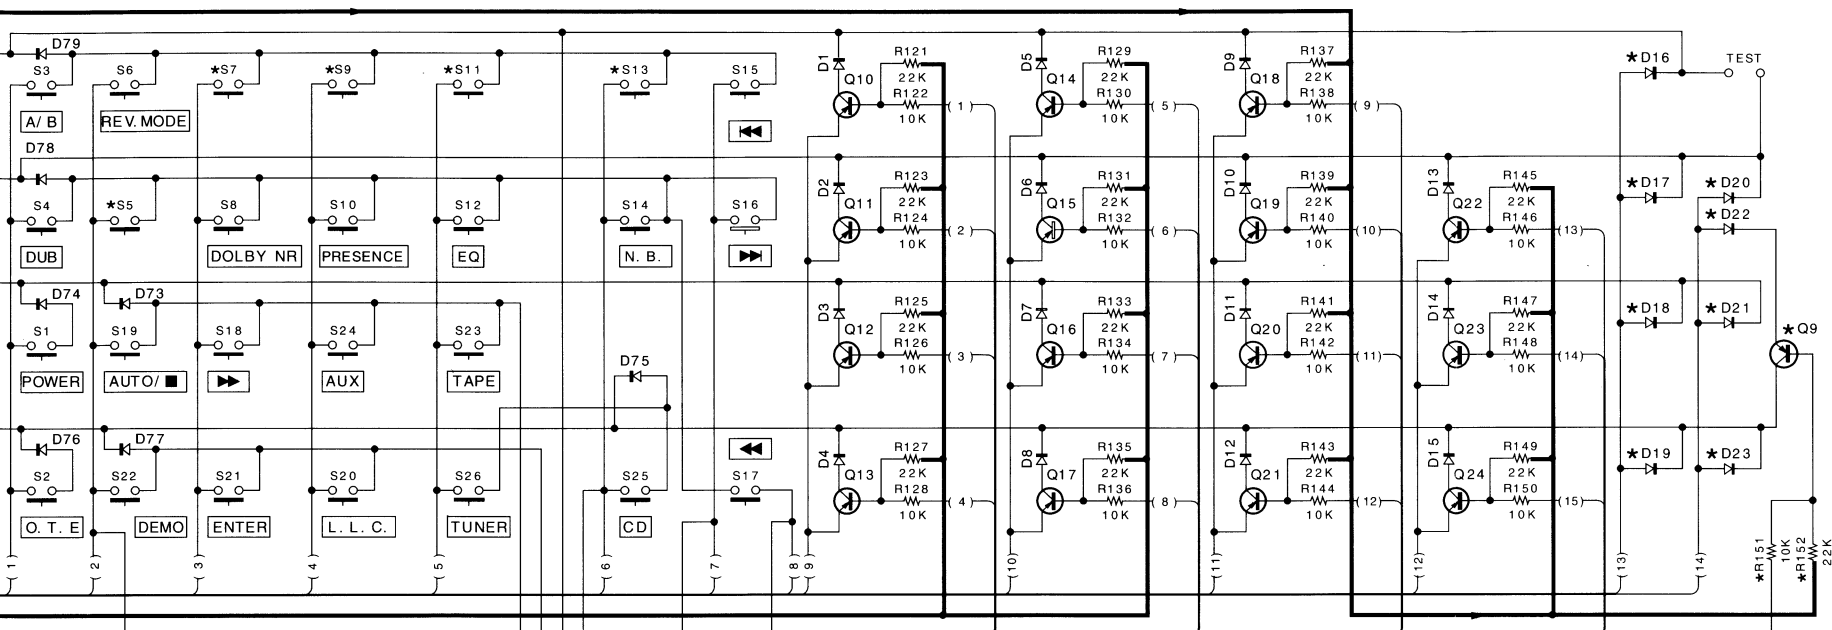 D79
S3 S6 *S7 *S9 *S11 *S13 S15
A/B REV.MODE
D78
S4 *S5 S8 S10 S12 S14 S16
DUB DOLBY NR PRESENCE EQ N.B.
D74 D73
S1 S19 S18 S24 S23
D75
POWER AUTO/ AUX TAPE
D76 D77
S2 S22 S21 S20 S26 S25 S17
O.T.E DEMO ENTER L.L.C. TUNER CD
D1 Q10 R121 22K R122 10K (1)
D5 Q14 R129 22K R130 10K (5)
D9 Q18 R137 22K R138 10K (9)
*D16 TEST
D2 Q11 R123 22K R124 10K (2)
D6 Q15 R131 22K R132 10K (6)
D10 Q19 R139 22K R140 10K (10)
D13 Q22 R145 22K R146 10K (13)
*D17 *D20
*D22
D3 Q12 R125 22K R126 10K (3)
D7 Q16 R133 22K R134 10K (7)
D11 Q20 R141 22K R142 10K (11)
D14 Q23 R147 22K R148 10K (14)
*D18 *D21 *Q9
D4 Q13 R127 22K R128 10K (4)
D8 Q17 R135 22K R136 10K (8)
D12 Q21 R143 22K R144 10K (12)
D15 Q24 R149 22K R150 10K (15)
*D19 *D23
*R151 10K *R152 22K
(1) (2) (3) (4) (5) (6) (7) (8) (9) (10) (11) (12) (13) (14)